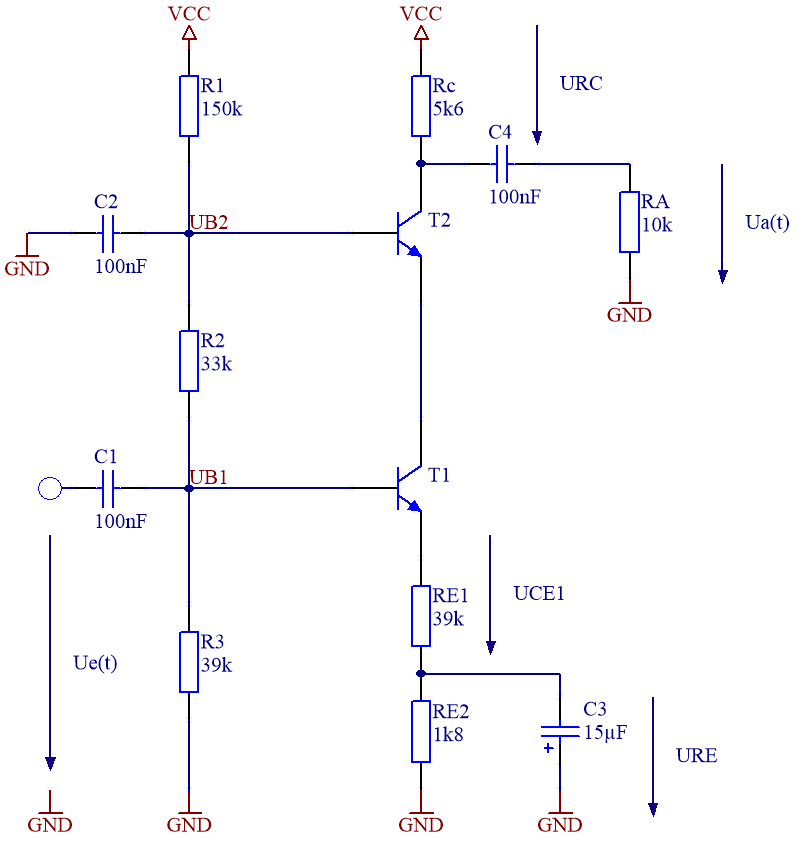 VCC
VCC
R1
150k
Rc
5k6
URC
C4
100nF
C2
100nF
GND
UB2
T2
RA
10k
Ua(t)
GND
R2
33k
C1
100nF
UB1
T1
RE1
39k
UCE1
R3
39k
Ue(t)
RE2
1k8
C3
15µF
+
URE
GND
GND
GND
GND